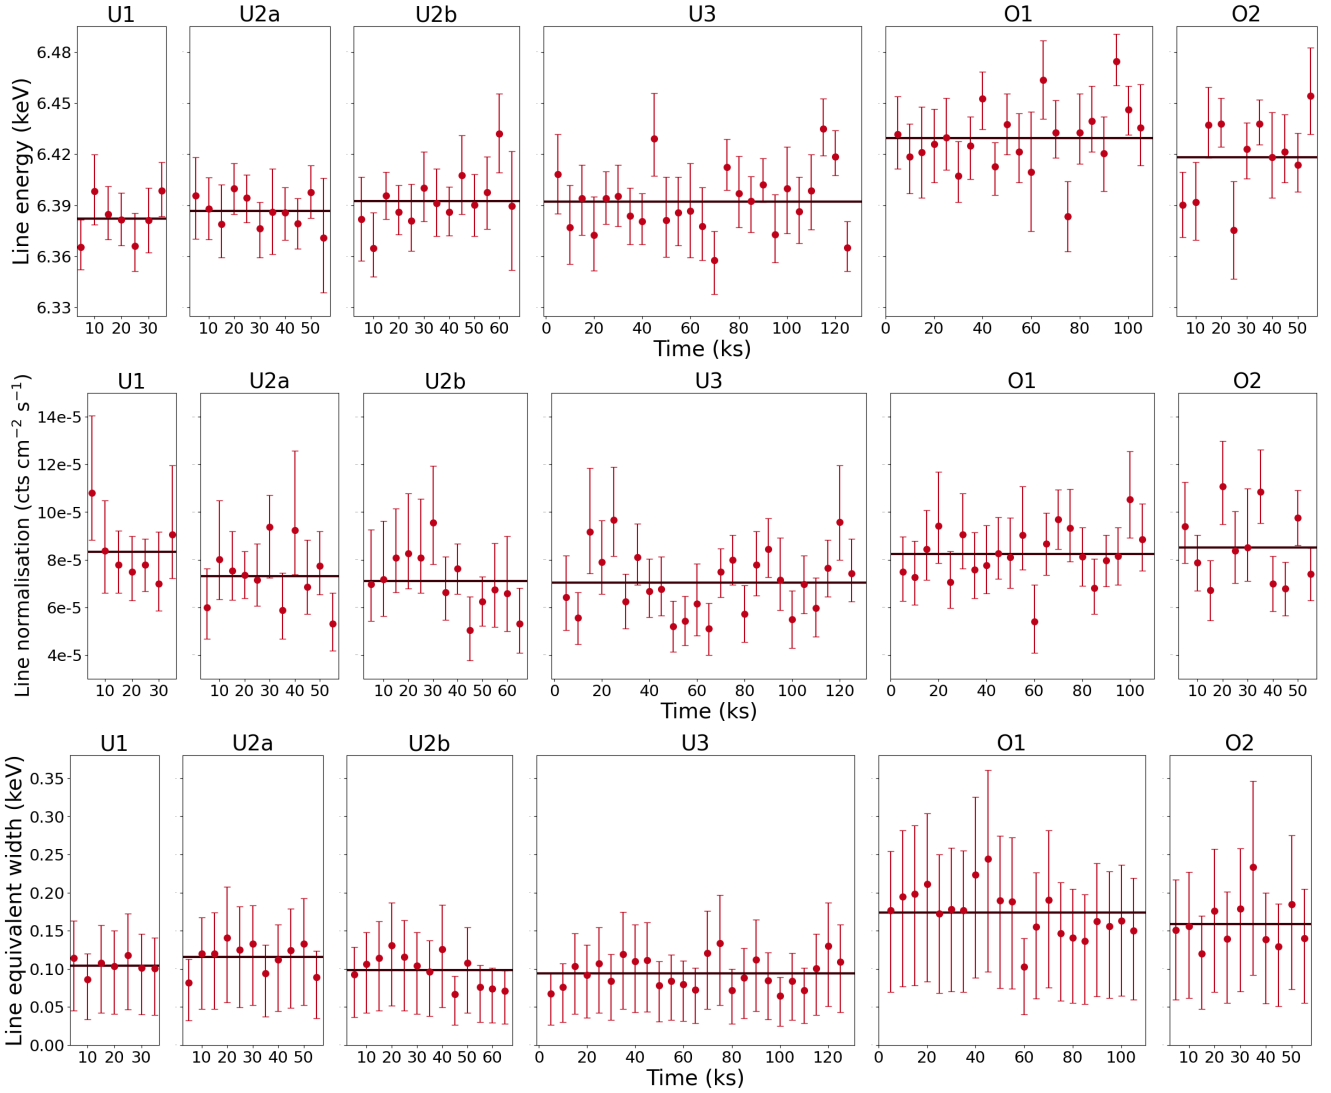 U1 U2a U2b U3 O1 O2
Line energy (keV)
6.48
6.45
6.42
6.39
6.36
6.33
10 20 30 10 20 30 40 50 10 20 30 40 50 60 0 20 40 60 80 100 120 0 20 40 60 80 100 0 10 20 30 40 50
Time (ks)
U1 U2a U2b U3 O1 O2
Line normalisation (cts cm⁻² s⁻¹)
14e-5
12e-5
10e-5
8e-5
6e-5
4e-5
10 20 30 0 10 20 30 40 50 0 10 20 30 40 50 60 0 20 40 60 80 100 120 0 20 40 60 80 100 10 20 30 40 50
Time (ks)
U1 U2a U2b U3 O1 O2
Line equivalent width (keV)
0.35
0.30
0.25
0.20
0.15
0.10
0.05
0.00
10 20 30 10 20 30 40 50 10 20 30 40 50 60 0 20 40 60 80 100 120 0 20 40 60 80 100 10 20 30 40 50
Time (ks)